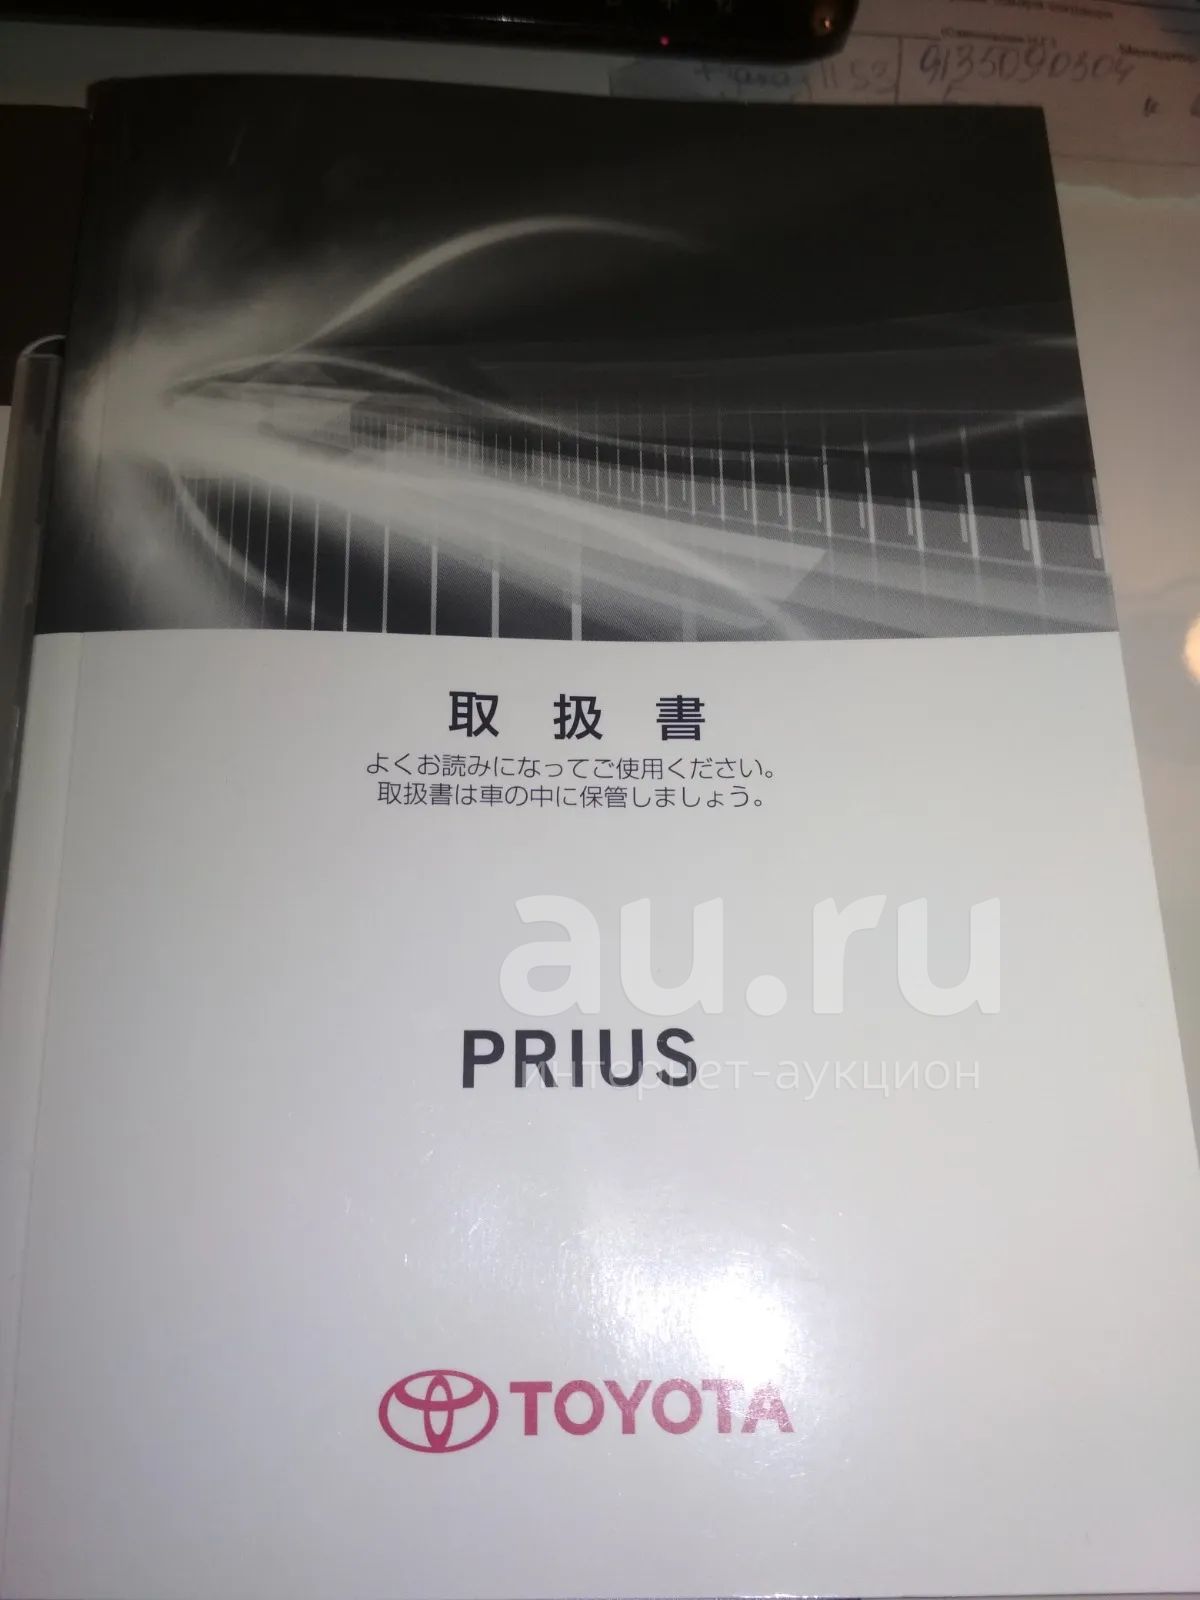 9135090304
取扱書
よくお読みになってご使用ください。
取扱書は車の中に保管しましょう。
au.ru
PRIUS
интернет-аукцион
TOYOTA